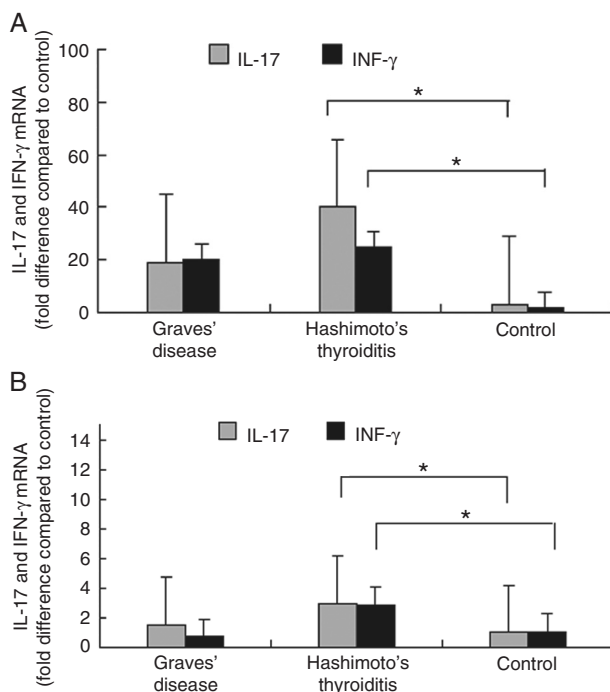 A
IL-17 and IFN-γ mRNA
(fold difference compared to control)
100
80
60
40
20
0
IL-17
INF-γ
*
*
Graves'
disease
Hashimoto's
thyroiditis
Control
B
IL-17 and IFN-γ mRNA
(fold difference compared to control)
14
12
10
8
6
4
2
0
IL-17
INF-γ
*
*
Graves'
disease
Hashimoto's
thyroiditis
Control